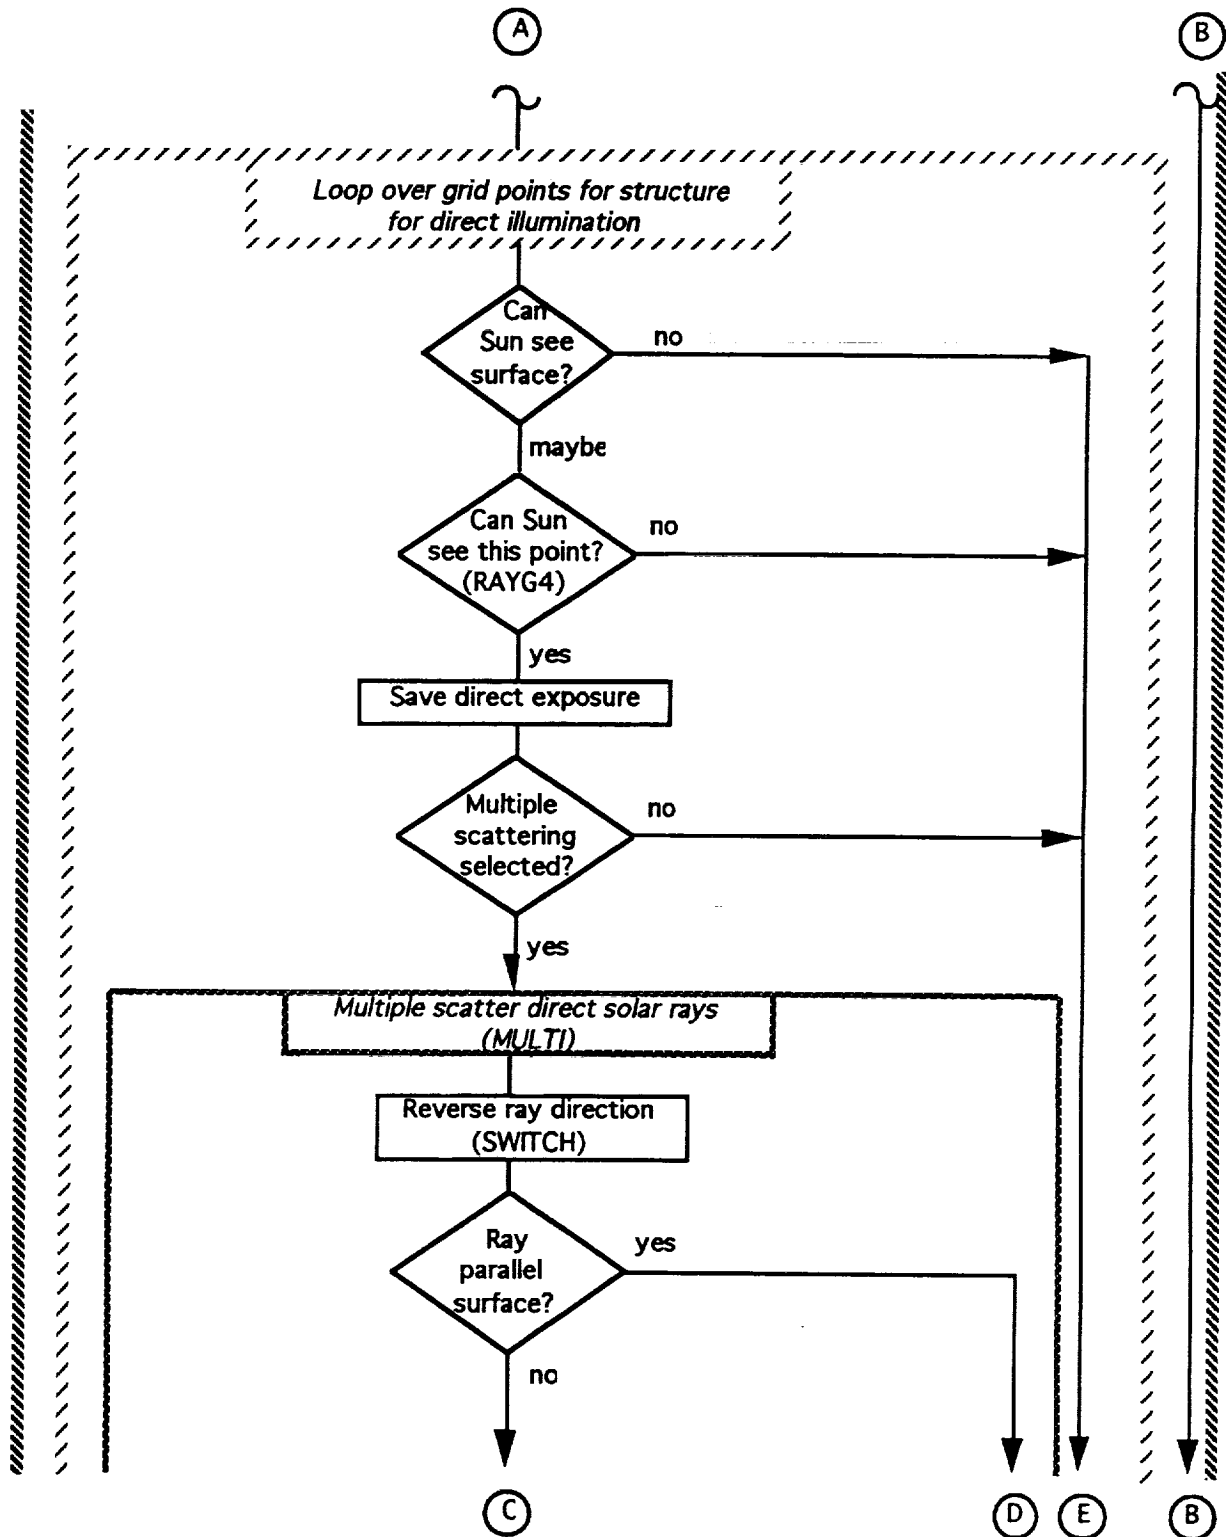 A
B
Loop over grid points for structure
for direct illumination
Can
Sun see
surface?
no
maybe
Can Sun
see this point?
(RAYG4)
no
yes
Save direct exposure
Multiple
scattering
selected?
no
yes
Multiple scatter direct solar rays
(MULTI)
Reverse ray direction
(SWITCH)
Ray
parallel
surface?
yes
no
C
D
E
B